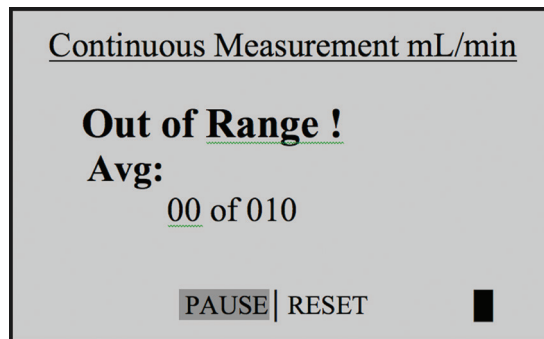 Continuous Measurement mL/min
Out of Range !
Avg:
00 of 010
PAUSE| RESET